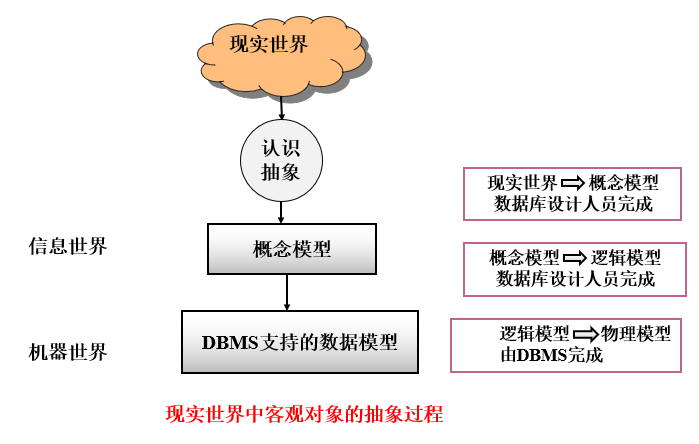 现实世界
认识
抽象
现实世界⇨概念模型
数据库设计人员完成
信息世界
概念模型
概念模型⇨逻辑模型
数据库设计人员完成
机器世界
DBMS支持的数据模型
逻辑模型⇨物理模型
由DBMS完成
现实世界中客观对象的抽象过程